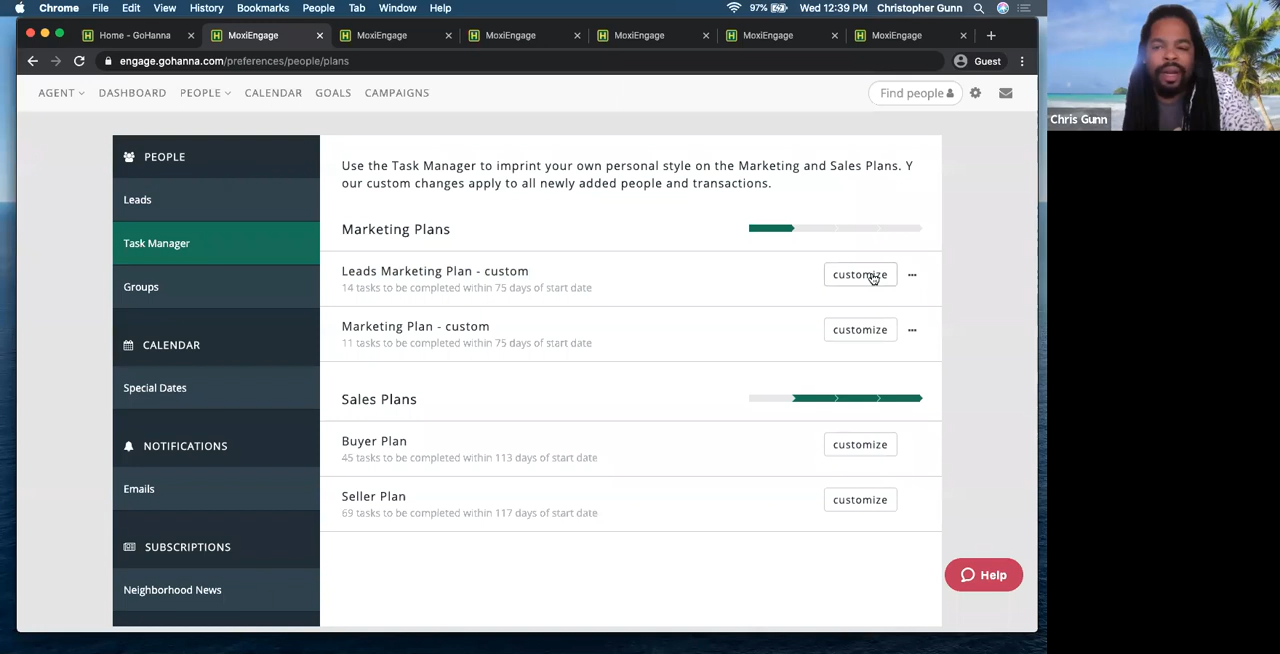 Chrome File Edit View History Bookmarks People Tab Window Help 97% Wed 12:39 PM Christopher Gunn
Home - GoHanna MoxiEngage MoxiEngage MoxiEngage MoxiEngage MoxiEngage MoxiEngage
engage.gohanna.com/preferences/people/plans Guest
AGENT DASHBOARD PEOPLE CALENDAR GOALS CAMPAIGNS Find people
Chris Gunn
PEOPLE
Leads
Task Manager
Groups
CALENDAR
Special Dates
NOTIFICATIONS
Emails
SUBSCRIPTIONS
Neighborhood News
Use the Task Manager to imprint your own personal style on the Marketing and Sales Plans. Y
our custom changes apply to all newly added people and transactions.
Marketing Plans
Leads Marketing Plan - custom
14 tasks to be completed within 75 days of start date
customize
Marketing Plan - custom
11 tasks to be completed within 75 days of start date
customize
Sales Plans
Buyer Plan
45 tasks to be completed within 113 days of start date
customize
Seller Plan
69 tasks to be completed within 117 days of start date
customize
Help